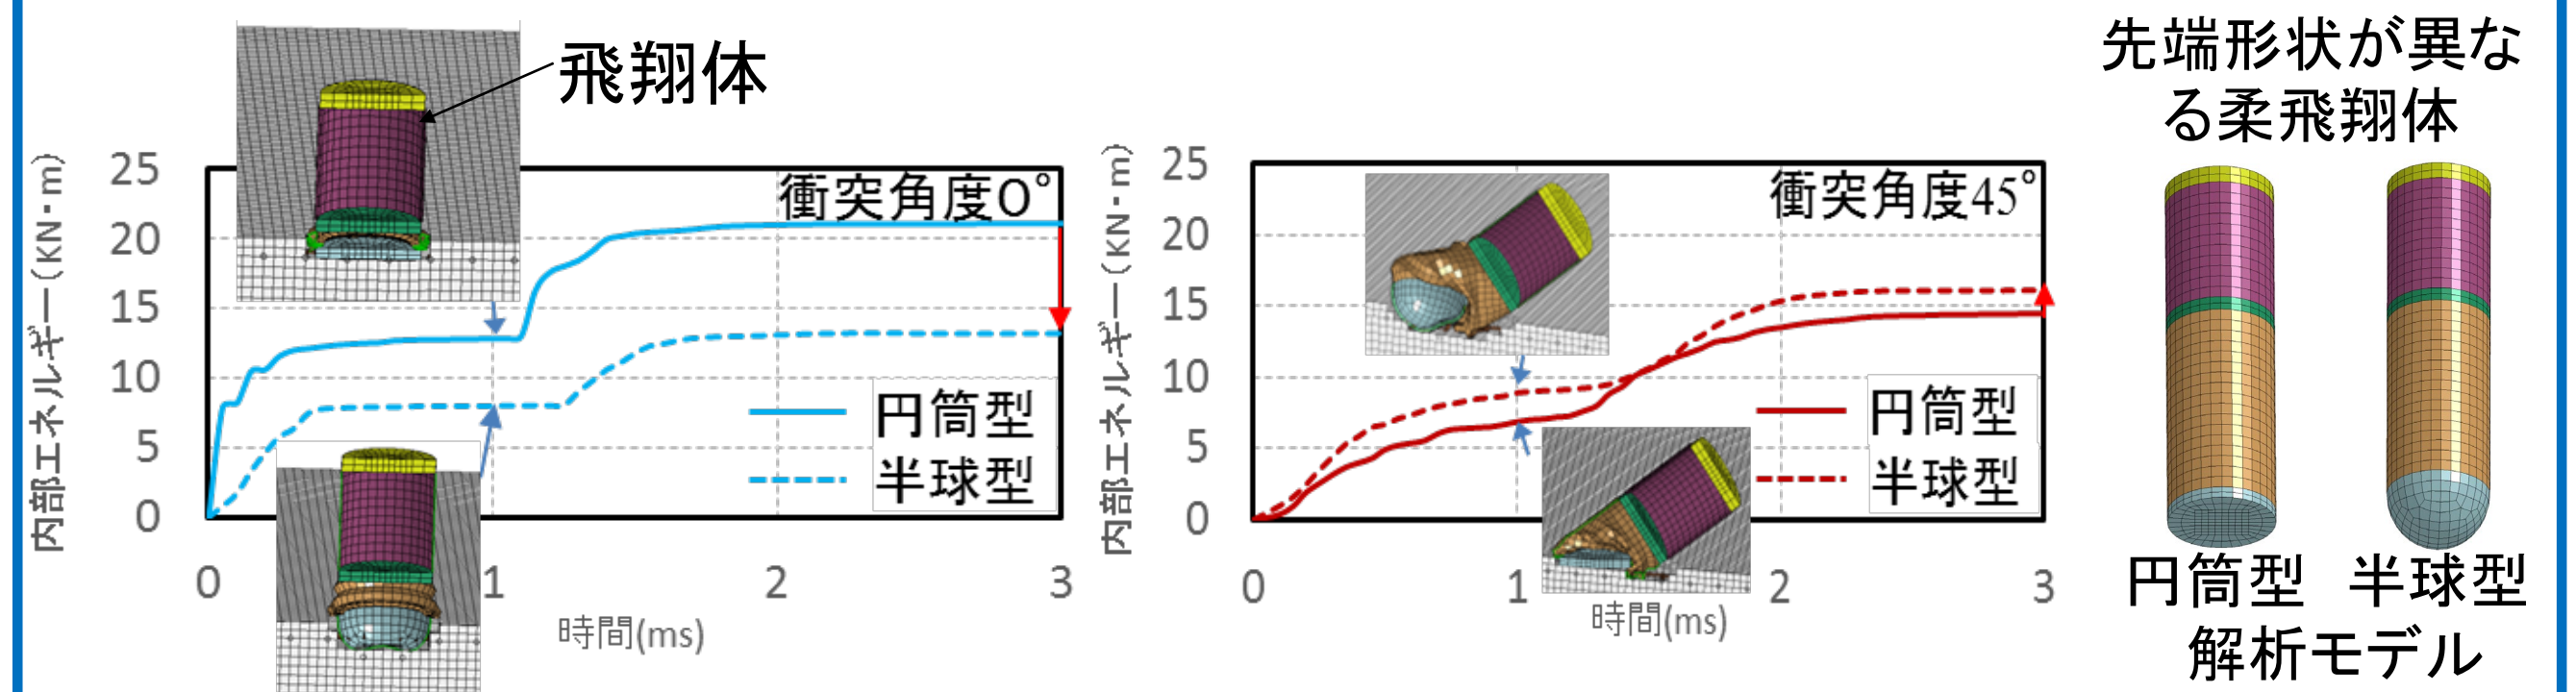 飛翔体
衝突角度0°
内部エネルギー(KN・m)
25
20
15
10
5
0
円筒型
半球型
0
1
2
3
時間(ms)
衝突角度45°
内部エネルギー(KN・m)
25
20
15
10
5
0
円筒型
半球型
0
1
2
3
時間(ms)
先端形状が異な
る柔飛翔体
円筒型 半球型
解析モデル